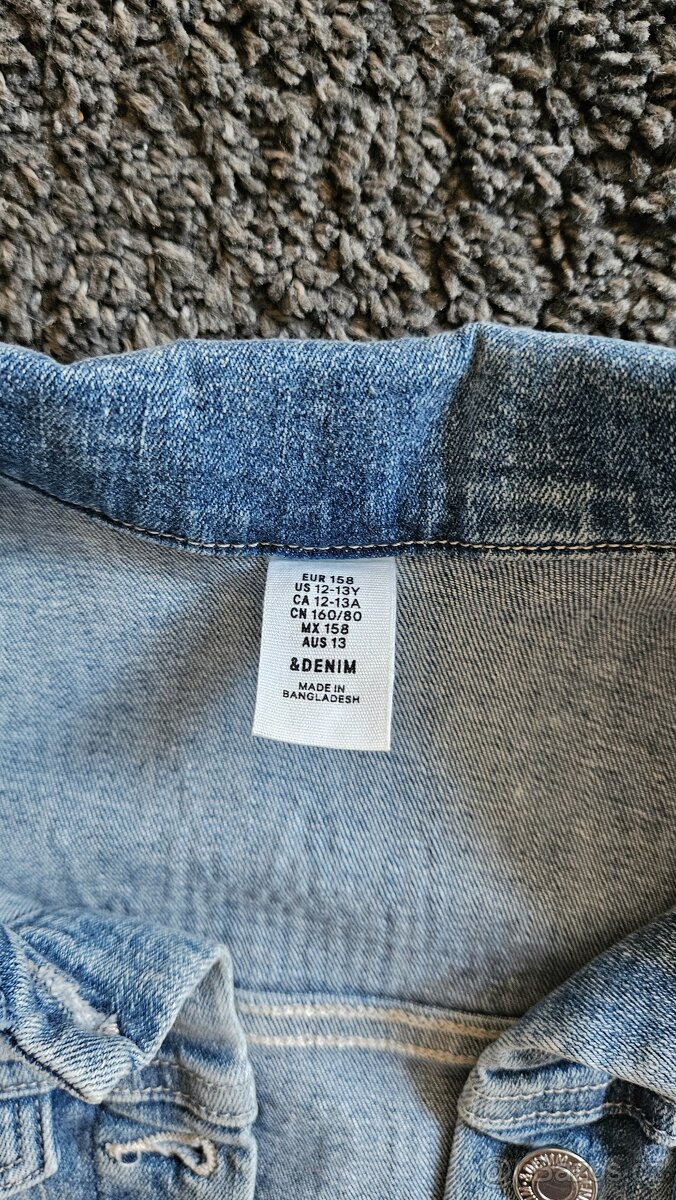 EUR 158
US 12-13Y
CA 12-13A
CN 160/80
MX 158
AUS 13
&DENIM
MADE IN
BANGLADESH
&DENIM